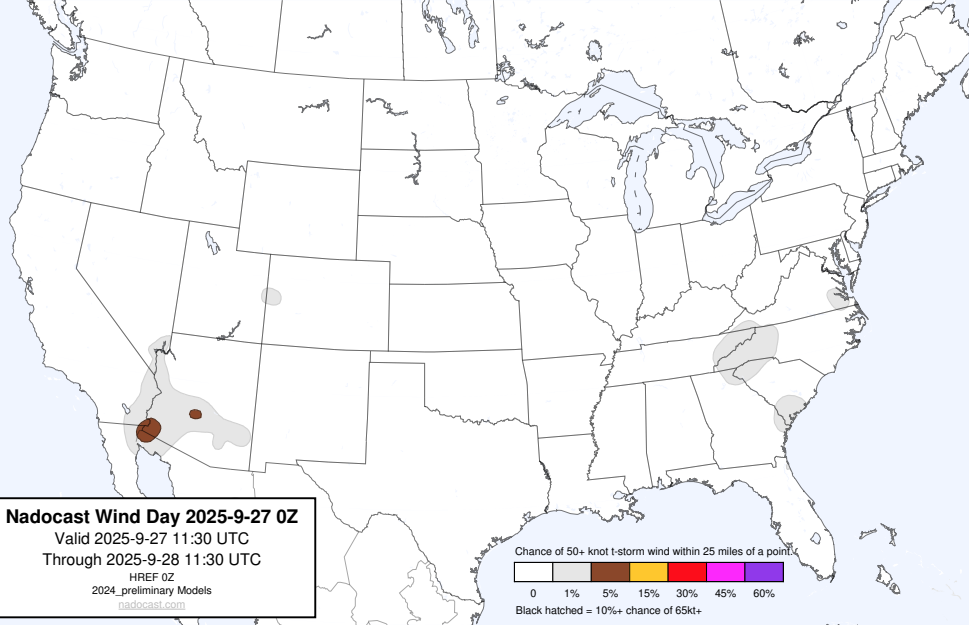 Nadocast Wind Day 2025-9-27 0Z
Valid 2025-9-27 11:30 UTC
Through 2025-9-28 11:30 UTC
HREF 0Z
2024_preliminary Models
nadocast.com
Chance of 50+ knot t-storm wind within 25 miles of a point.
0 1% 5% 15% 30% 45% 60%
Black hatched = 10%+ chance of 65kt+